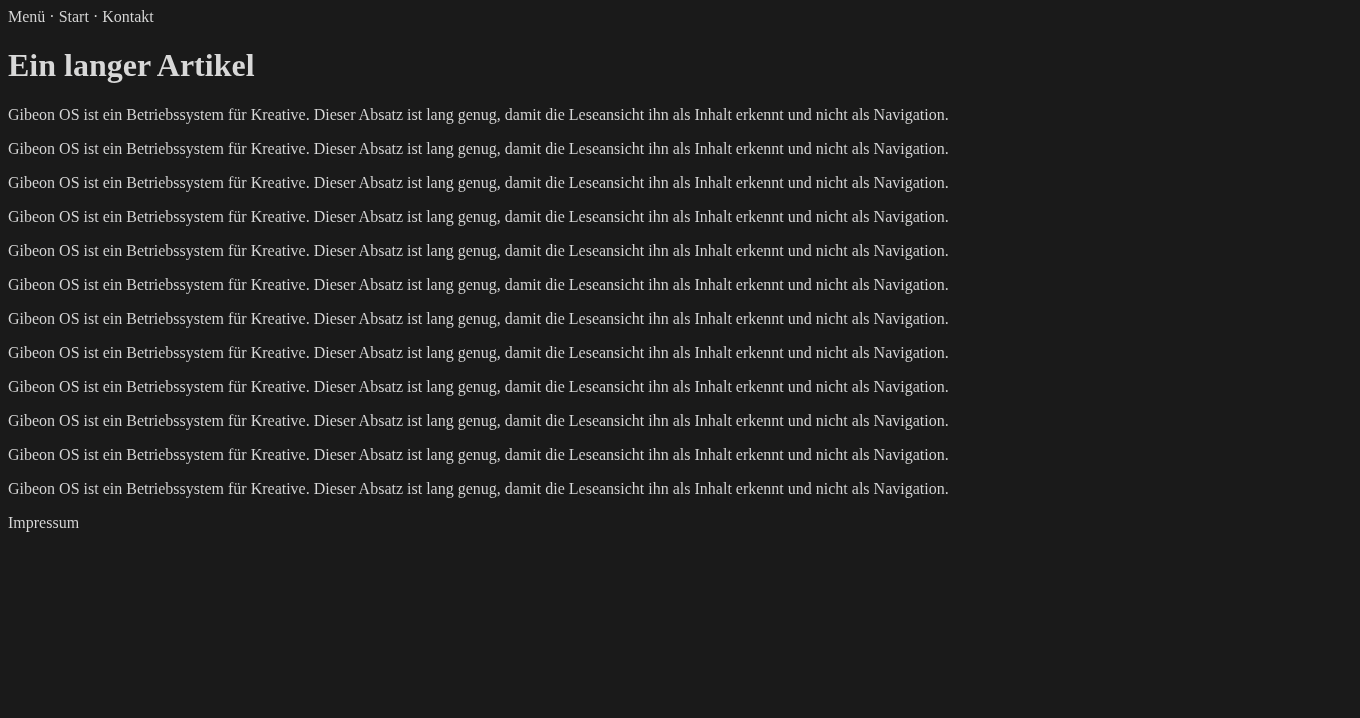 Menü · Start · Kontakt
Ein langer Artikel
Gibeon OS ist ein Betriebssystem für Kreative. Dieser Absatz ist lang genug, damit die Leseansicht ihn als Inhalt erkennt und nicht als Navigation.
Gibeon OS ist ein Betriebssystem für Kreative. Dieser Absatz ist lang genug, damit die Leseansicht ihn als Inhalt erkennt und nicht als Navigation.
Gibeon OS ist ein Betriebssystem für Kreative. Dieser Absatz ist lang genug, damit die Leseansicht ihn als Inhalt erkennt und nicht als Navigation.
Gibeon OS ist ein Betriebssystem für Kreative. Dieser Absatz ist lang genug, damit die Leseansicht ihn als Inhalt erkennt und nicht als Navigation.
Gibeon OS ist ein Betriebssystem für Kreative. Dieser Absatz ist lang genug, damit die Leseansicht ihn als Inhalt erkennt und nicht als Navigation.
Gibeon OS ist ein Betriebssystem für Kreative. Dieser Absatz ist lang genug, damit die Leseansicht ihn als Inhalt erkennt und nicht als Navigation.
Gibeon OS ist ein Betriebssystem für Kreative. Dieser Absatz ist lang genug, damit die Leseansicht ihn als Inhalt erkennt und nicht als Navigation.
Gibeon OS ist ein Betriebssystem für Kreative. Dieser Absatz ist lang genug, damit die Leseansicht ihn als Inhalt erkennt und nicht als Navigation.
Gibeon OS ist ein Betriebssystem für Kreative. Dieser Absatz ist lang genug, damit die Leseansicht ihn als Inhalt erkennt und nicht als Navigation.
Gibeon OS ist ein Betriebssystem für Kreative. Dieser Absatz ist lang genug, damit die Leseansicht ihn als Inhalt erkennt und nicht als Navigation.
Gibeon OS ist ein Betriebssystem für Kreative. Dieser Absatz ist lang genug, damit die Leseansicht ihn als Inhalt erkennt und nicht als Navigation.
Gibeon OS ist ein Betriebssystem für Kreative. Dieser Absatz ist lang genug, damit die Leseansicht ihn als Inhalt erkennt und nicht als Navigation.
Impressum